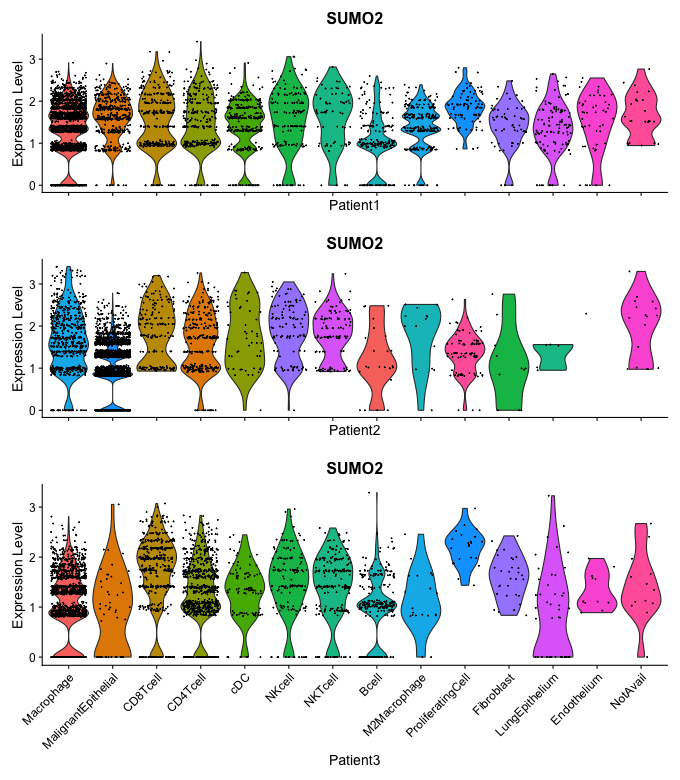 SUMO2
3
2
1
0
Expression Level
Patient1
SUMO2
3
2
1
0
Expression Level
Patient2
SUMO2
3
2
1
0
Expression Level
Macrophage
MalignantEpithelial
CD8Tcell
CD4Tcell
cDC
NKcell
NKTcell
Bcell
M2Macrophage
ProliferatingCell
Fibroblast
LungEpithelium
Endothelium
NotAvail
Patient3